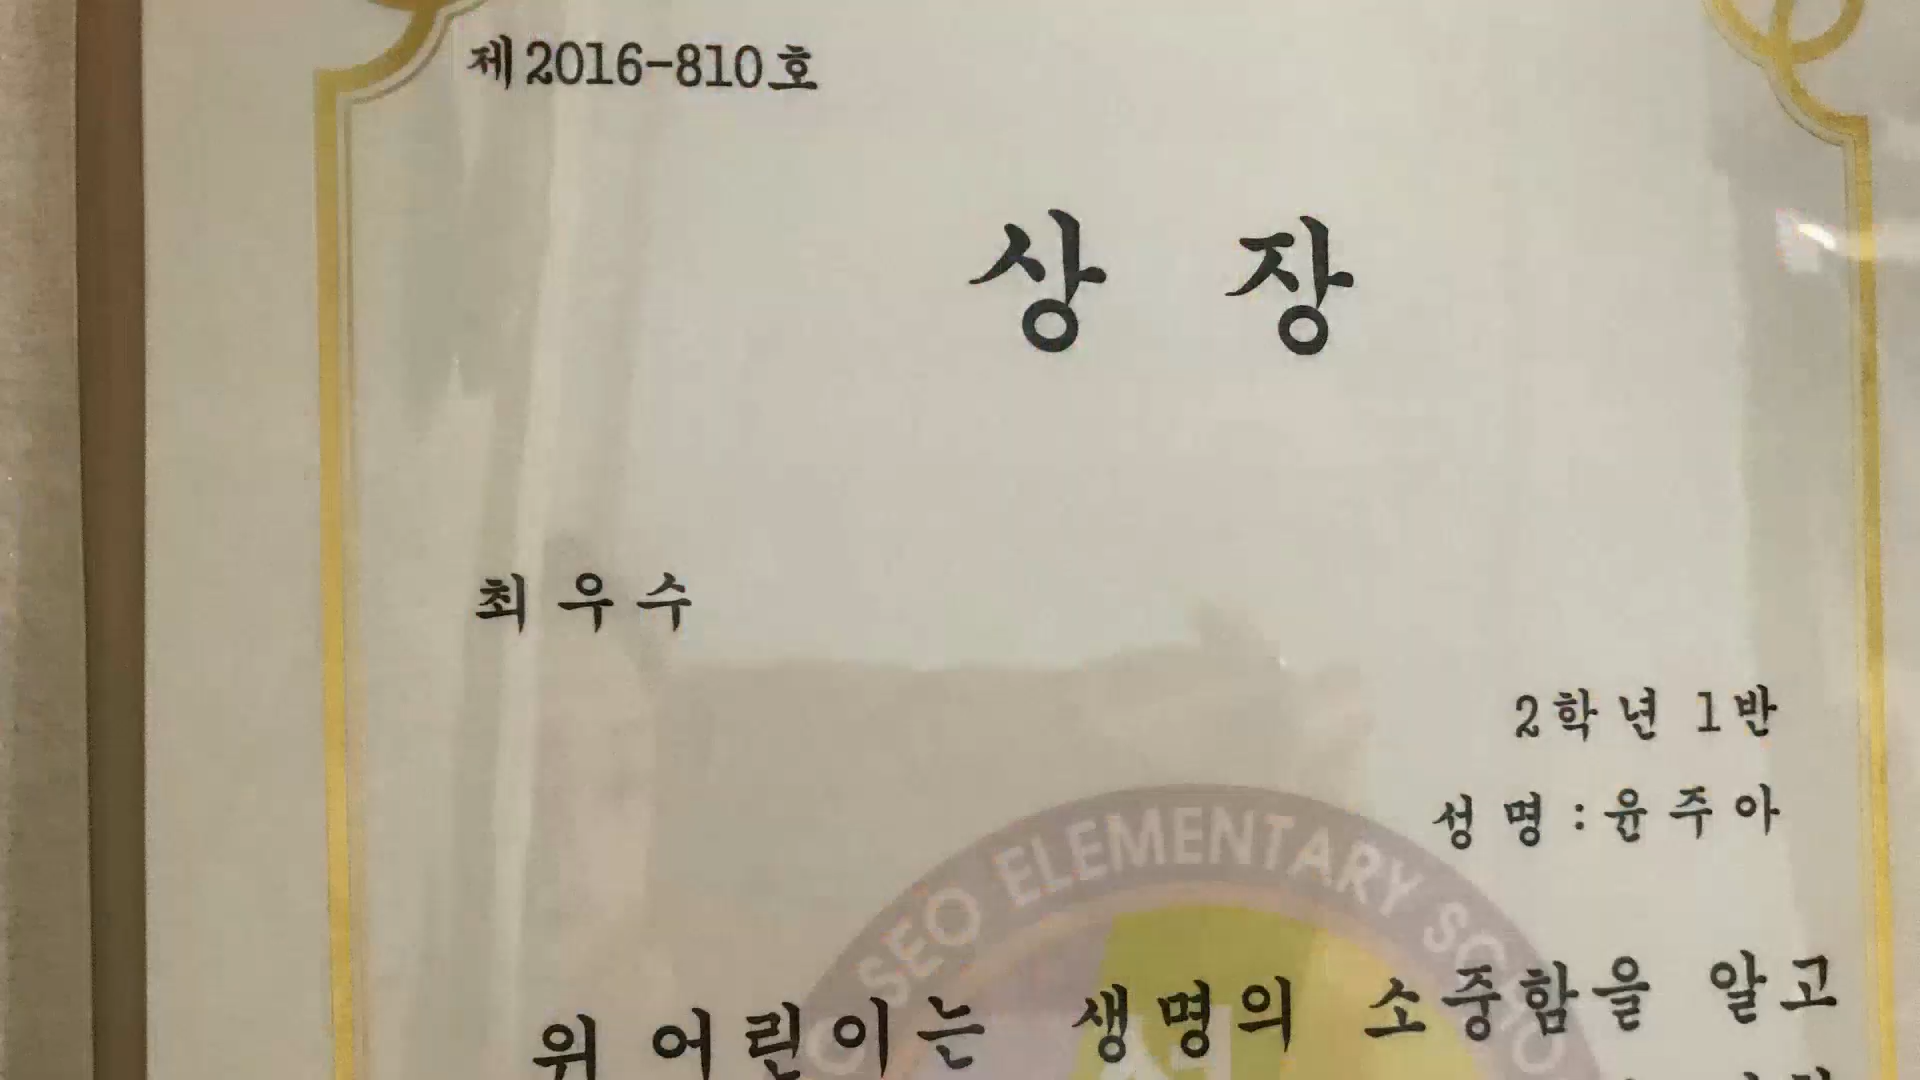 제2016-810호
상 장
최우수
2학년 1반
성 명 : 윤주아
SEO ELEMENTARY
위 어린이는 생명의 소중함을 알고